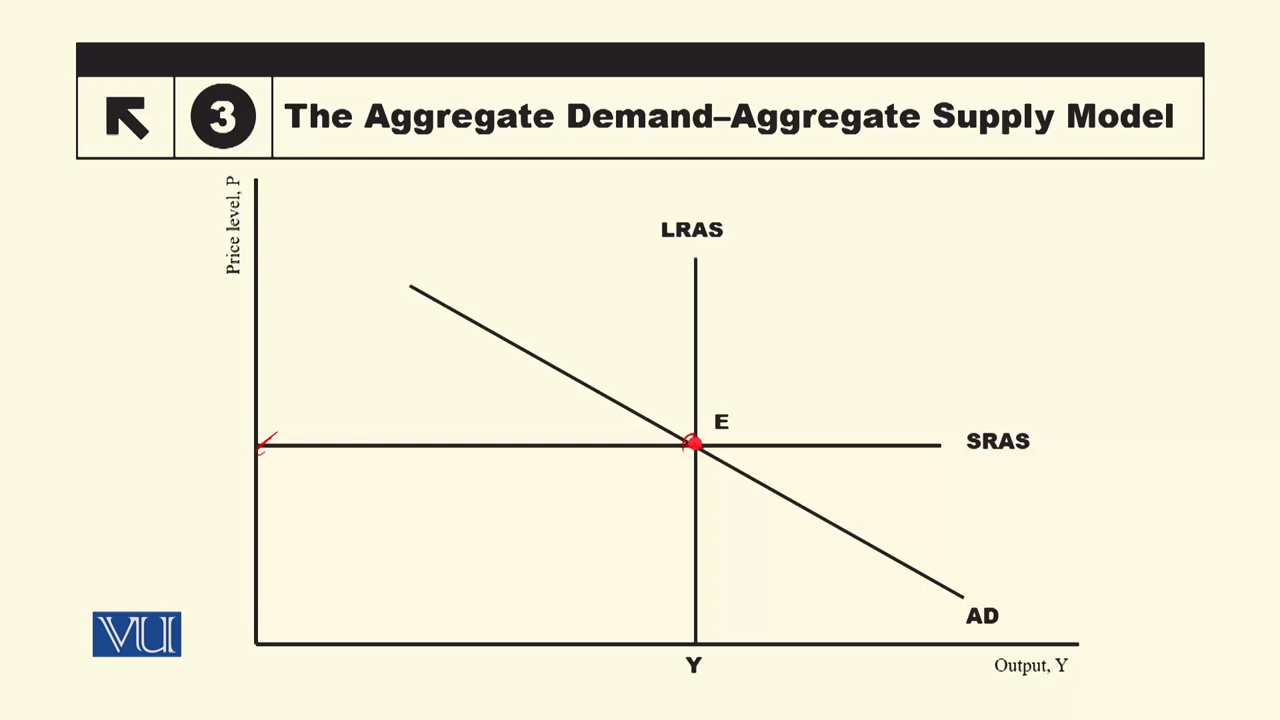 3 The Aggregate Demand–Aggregate Supply Model
Price level, P
LRAS
E
SRAS
AD
VU
Y
Output, Y